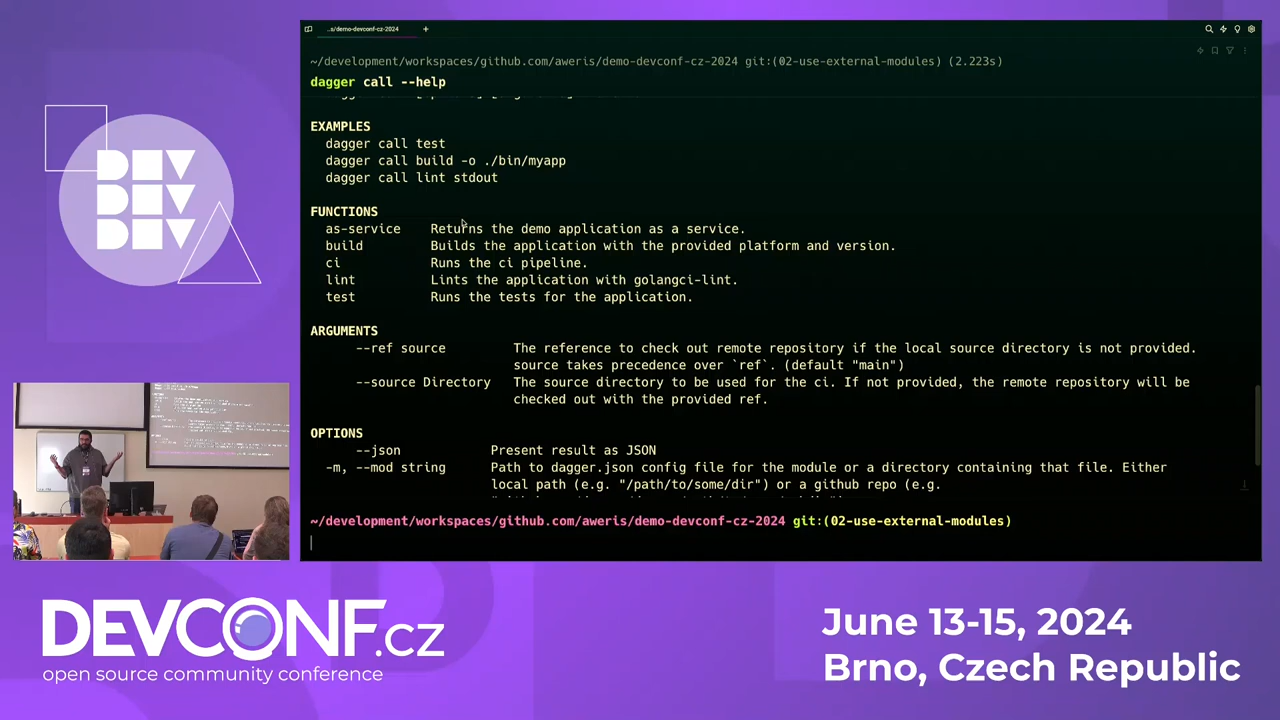 ..s/demo-devconf-cz-2024
~/development/workspaces/github.com/aweris/demo-devconf-cz-2024 git:(02-use-external-modules) (2.223s)
dagger call --help
EXAMPLES
dagger call test
dagger call build -o ./bin/myapp
dagger call lint stdout
FUNCTIONS
as-service Returns the demo application as a service.
build Builds the application with the provided platform and version.
ci Runs the ci pipeline.
lint Lints the application with golangci-lint.
test Runs the tests for the application.
ARGUMENTS
--ref source The reference to check out remote repository if the local source directory is not provided.
source takes precedence over `ref`. (default "main")
--source Directory The source directory to be used for the ci. If not provided, the remote repository will be
checked out with the provided ref.
OPTIONS
--json Present result as JSON
-m, --mod string Path to dagger.json config file for the module or a directory containing that file. Either
local path (e.g. "/path/to/some/dir") or a github repo (e.g.
~/development/workspaces/github.com/aweris/demo-devconf-cz-2024 git:(02-use-external-modules)
DEV
DEV
DEV
DEVCONF.cz
open source community conference
June 13-15, 2024
Brno, Czech Republic